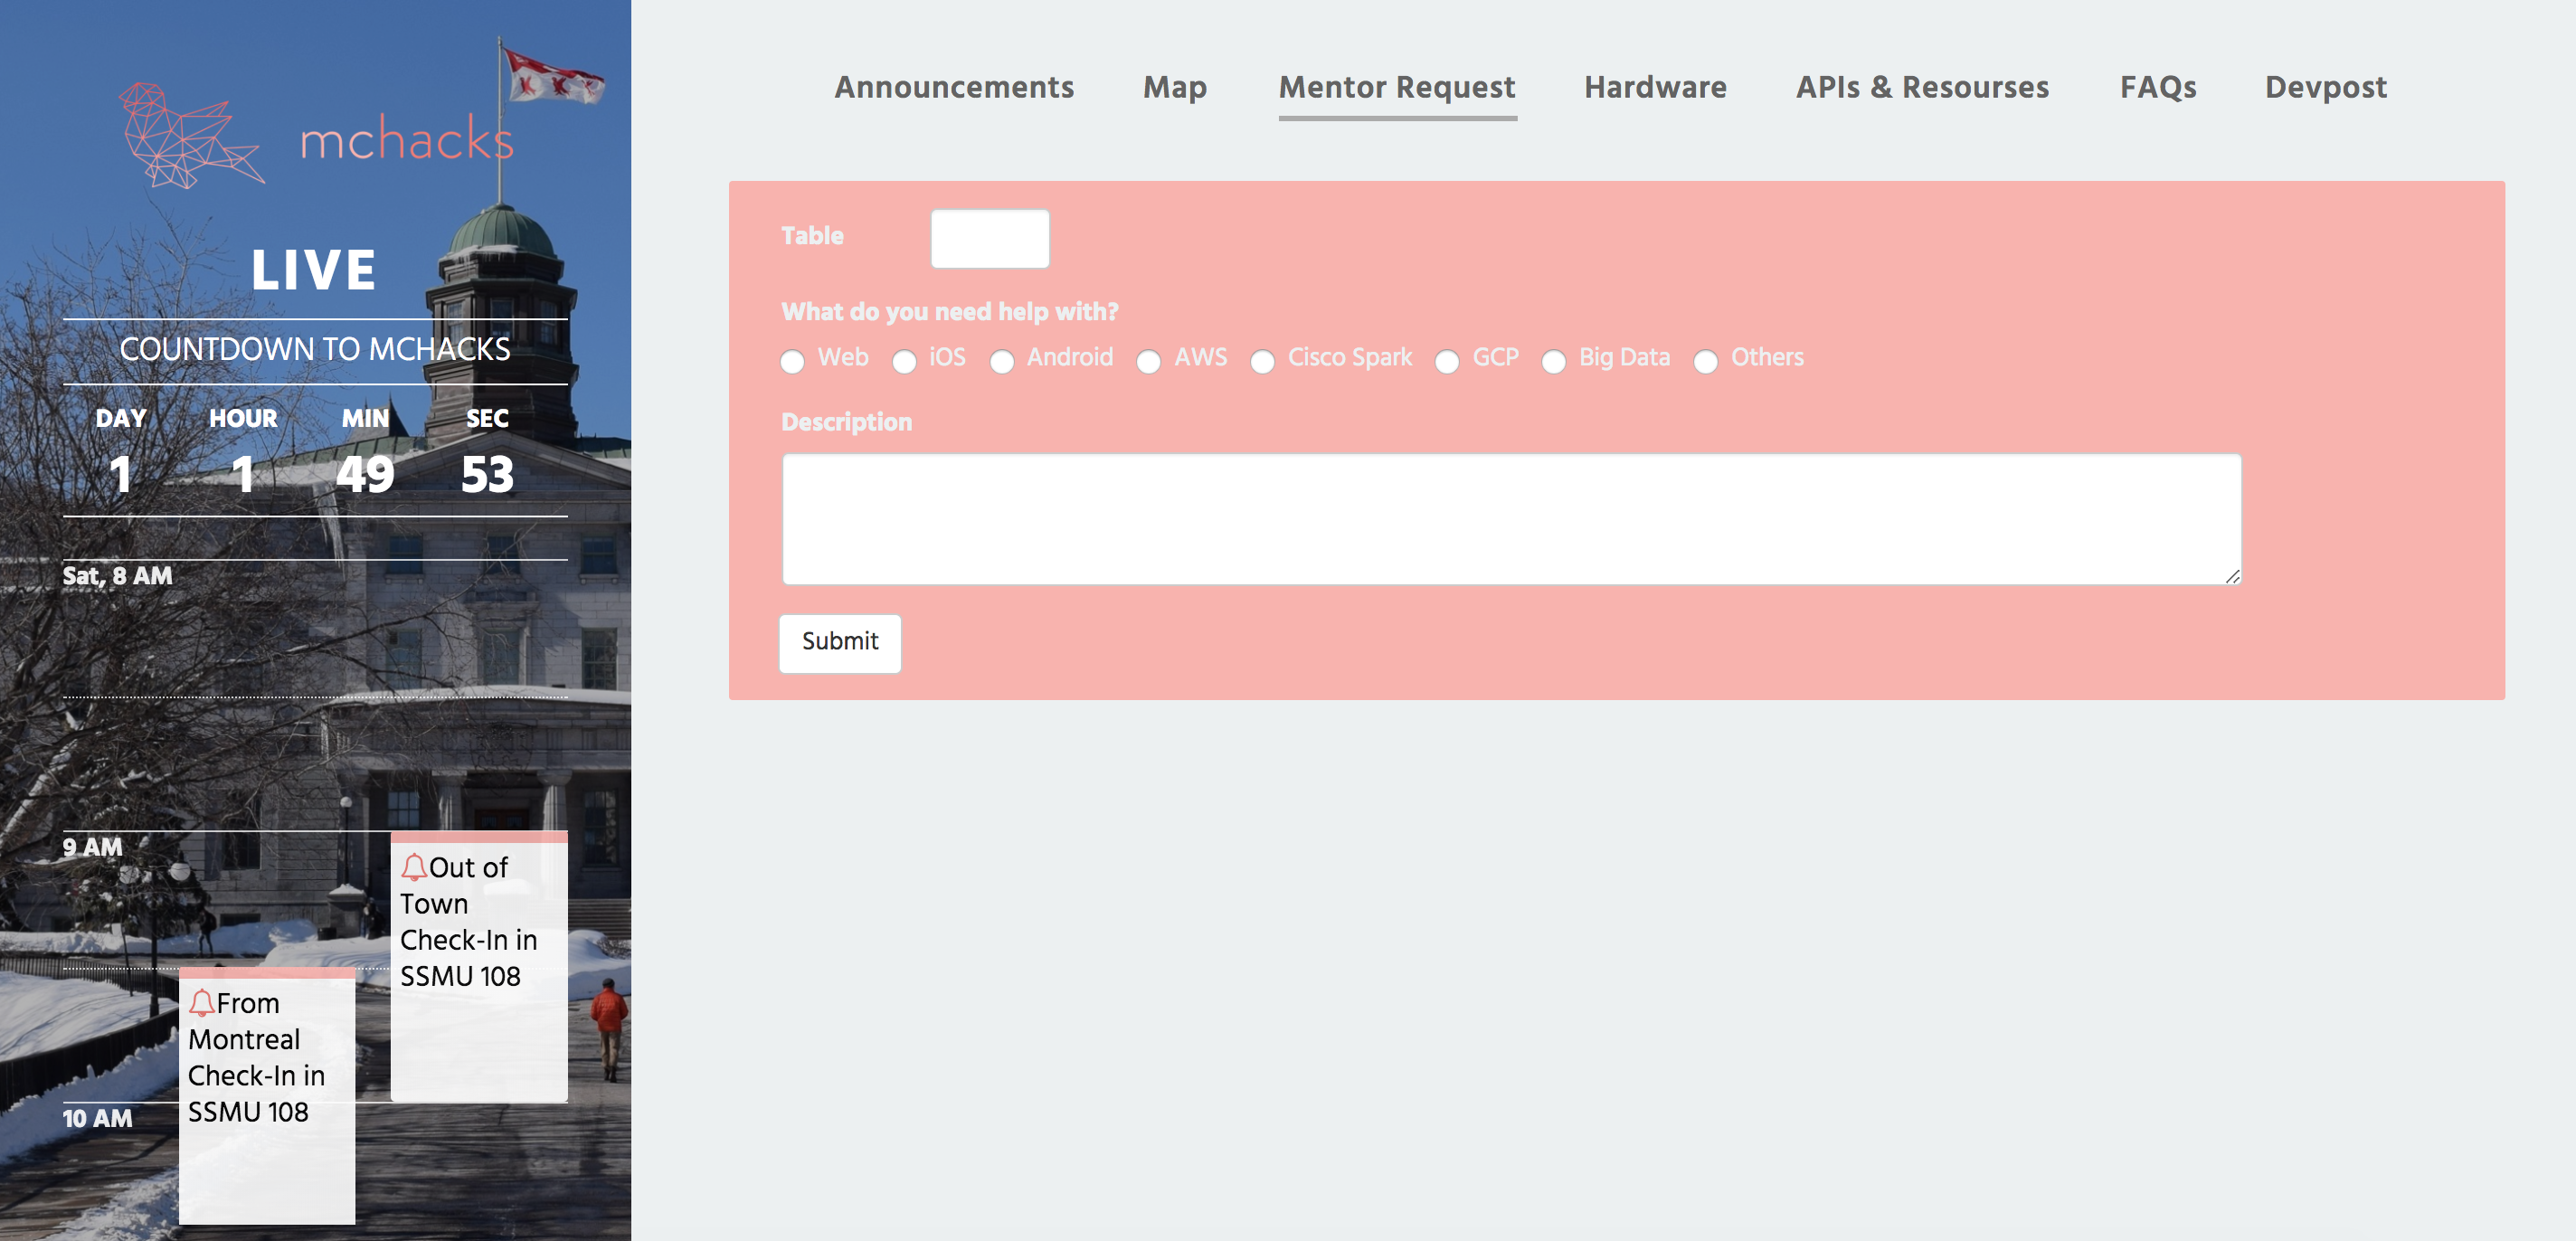 mchacks
LIVE
COUNTDOWN TO MCHACKS
DAY HOUR MIN SEC
1 1 49 53
Sat, 8 AM
9 AM
Out of
Town
Check-In in
SSMU 108
From
Montreal
Check-In in
SSMU 108
10 AM
Announcements Map Mentor Request Hardware APIs & Resourses FAQs Devpost
Table
What do you need help with?
Web iOS Android AWS Cisco Spark GCP Big Data Others
Description
Submit